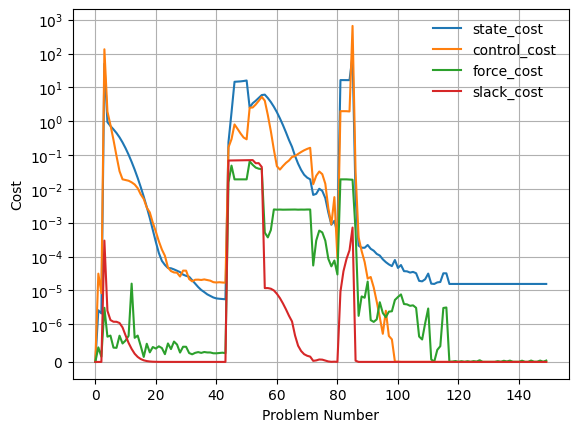 10³
10²
10¹
10⁰
10⁻¹
10⁻²
10⁻³
10⁻⁴
10⁻⁵
10⁻⁶
0
Cost
state_cost
control_cost
force_cost
slack_cost
0 20 40 60 80 100 120 140
Problem Number